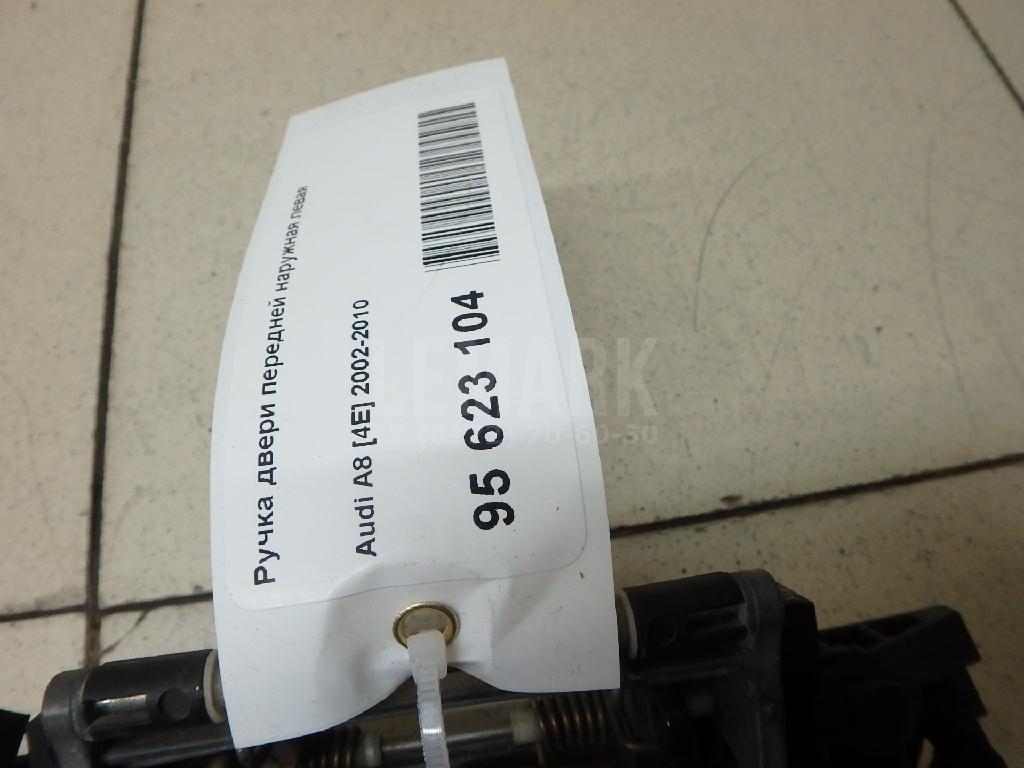 Ручка двери передней наружная левая
Audi A8 [4E] 2002-2010
95 623 104